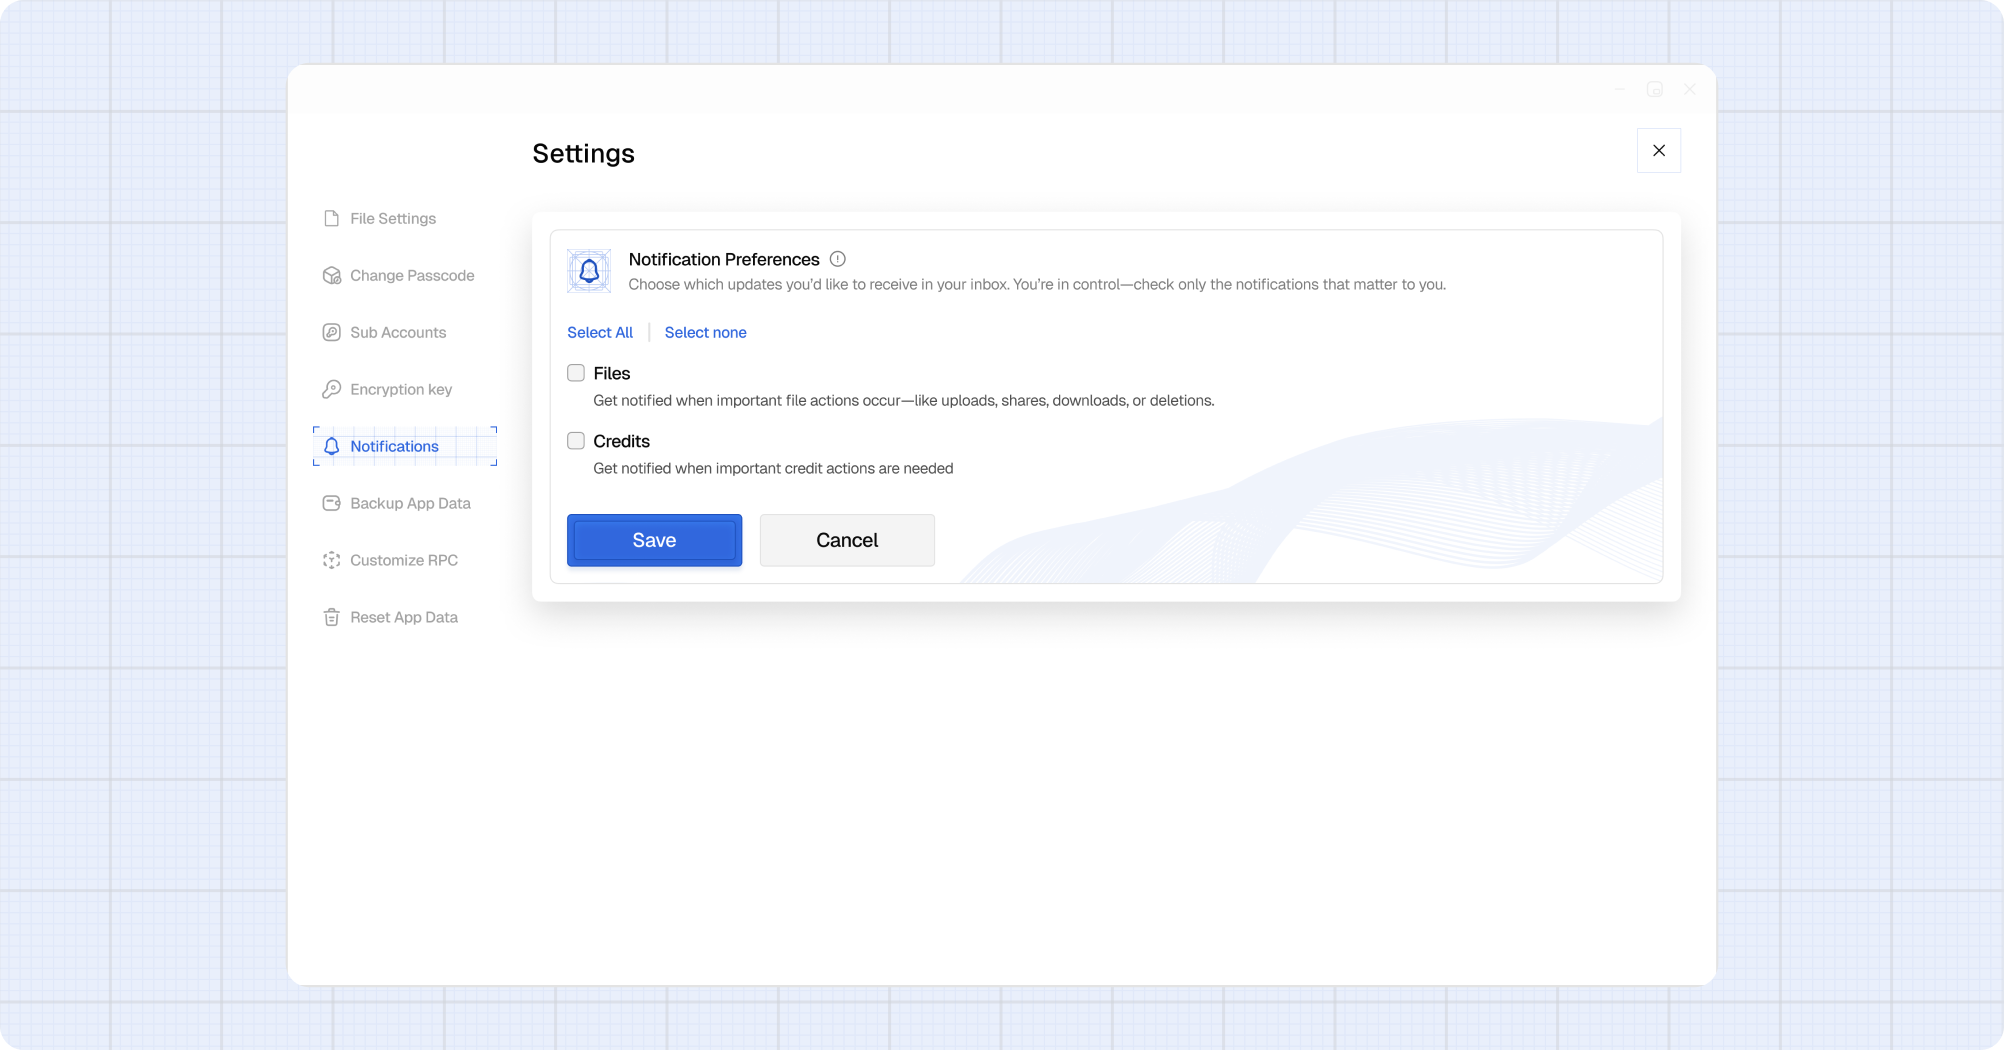 Settings
File Settings
Change Passcode
Sub Accounts
Encryption key
Notifications
Backup App Data
Customize RPC
Reset App Data
Notification Preferences
Choose which updates you’d like to receive in your inbox. You’re in control—check only the notifications that matter to you.
Select All
Select none
Files
Get notified when important file actions occur—like uploads, shares, downloads, or deletions.
Credits
Get notified when important credit actions are needed
Save
Cancel